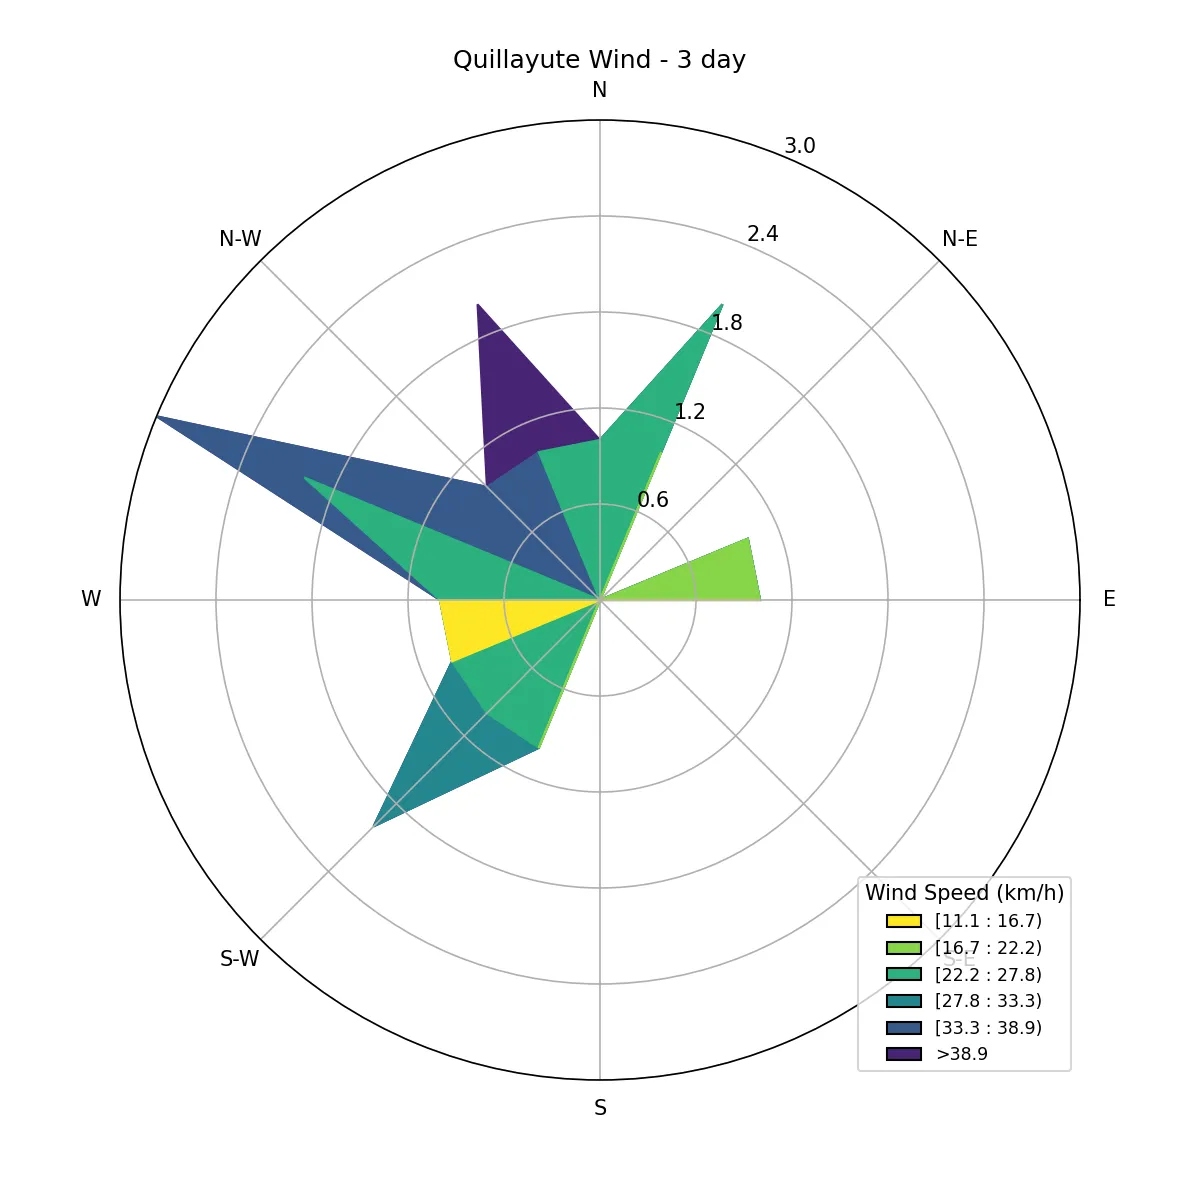 Quillayute Wind - 3 day
N
3.0
N-W
2.4
N-E
1.8
1.2
0.6
W
E
S-W
S-E
S
Wind Speed (km/h)
[11.1 : 16.7)
[16.7 : 22.2)
[22.2 : 27.8)
[27.8 : 33.3)
[33.3 : 38.9)
>38.9